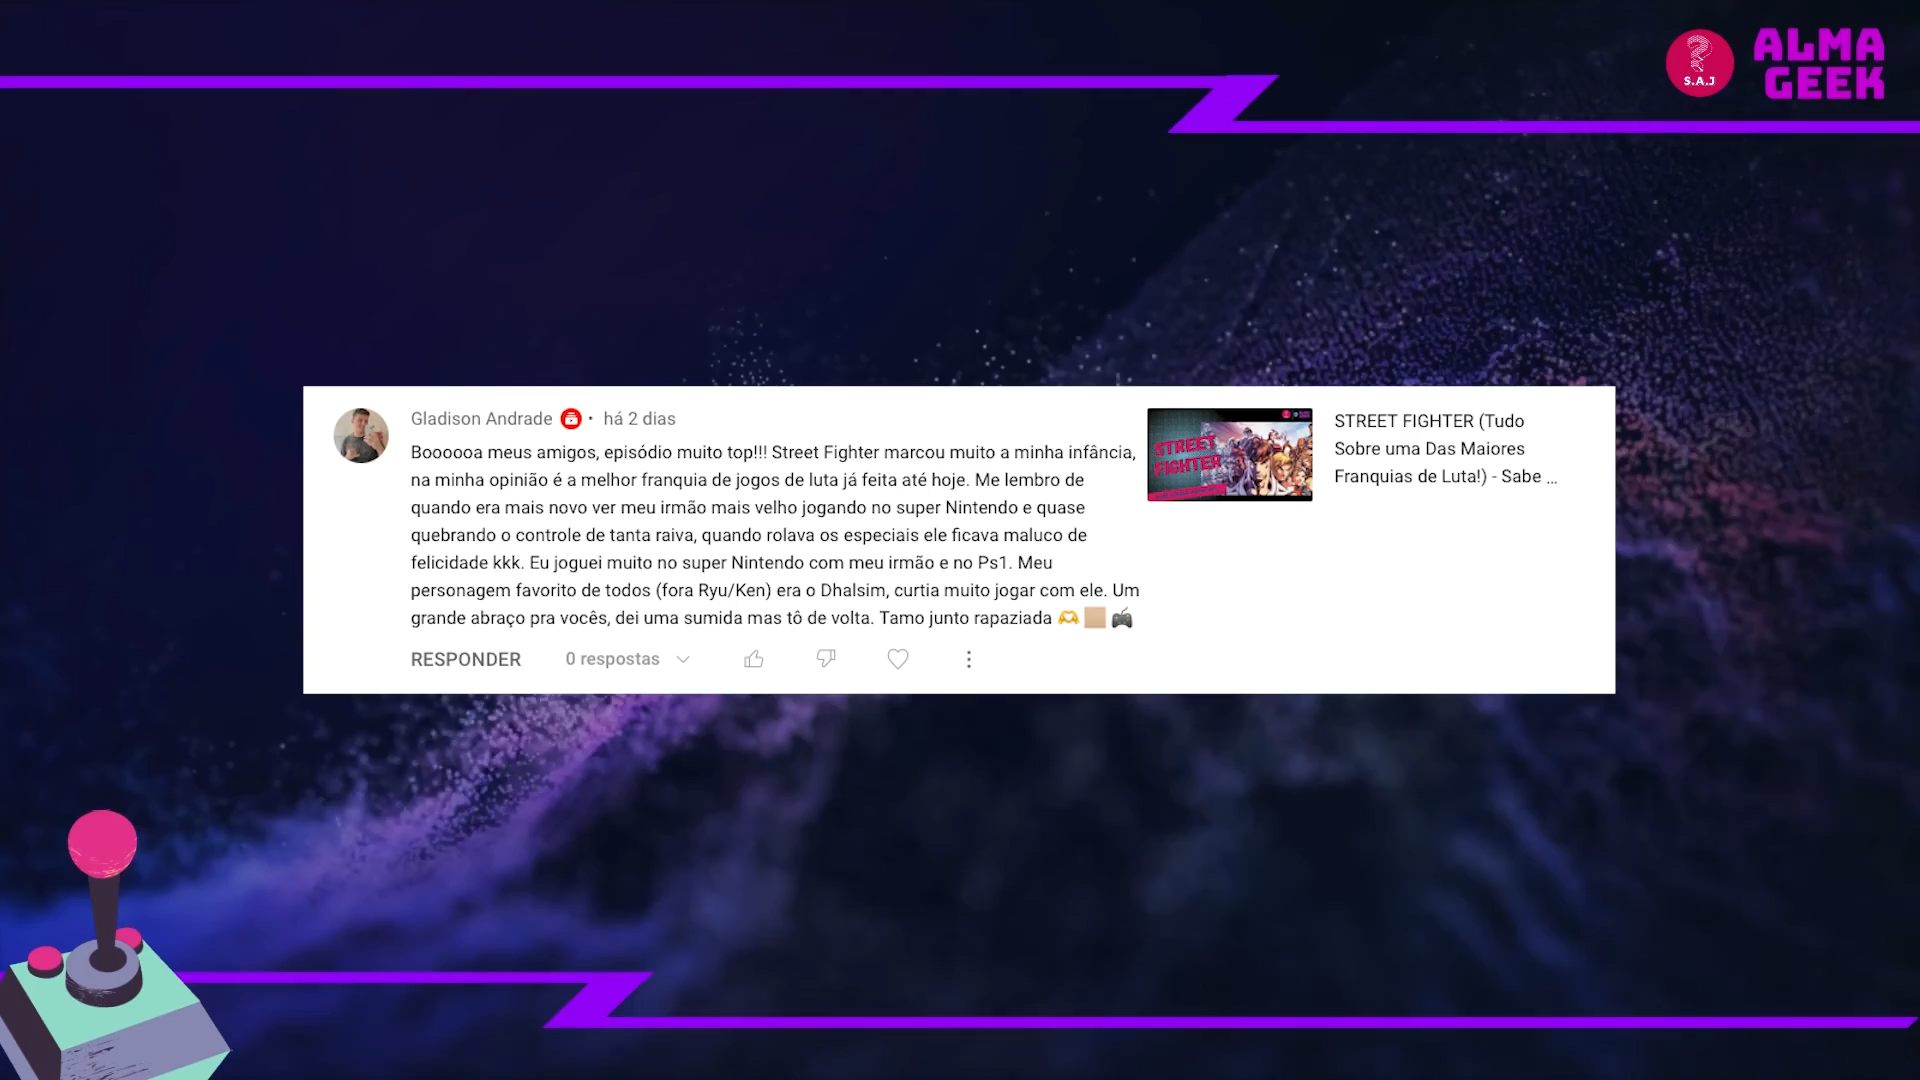 S.A.J
ALMA
GEEK
Gladison Andrade · há 2 dias
Boooooa meus amigos, episódio muito top!!! Street Fighter marcou muito a minha infância,
na minha opinião é a melhor franquia de jogos de luta já feita até hoje. Me lembro de
quando era mais novo ver meu irmão mais velho jogando no super Nintendo e quase
quebrando o controle de tanta raiva, quando rolava os especiais ele ficava maluco de
felicidade kkk. Eu joguei muito no super Nintendo com meu irmão e no Ps1. Meu
personagem favorito de todos (fora Ryu/Ken) era o Dhalsim, curtia muito jogar com ele. Um
grande abraço pra vocês, dei uma sumida mas tô de volta. Tamo junto rapaziada 🫶🏼🎮
RESPONDER 0 respostas
STREET
FIGHTER
STREET FIGHTER (Tudo
Sobre uma Das Maiores
Franquias de Luta!) - Sabe ...